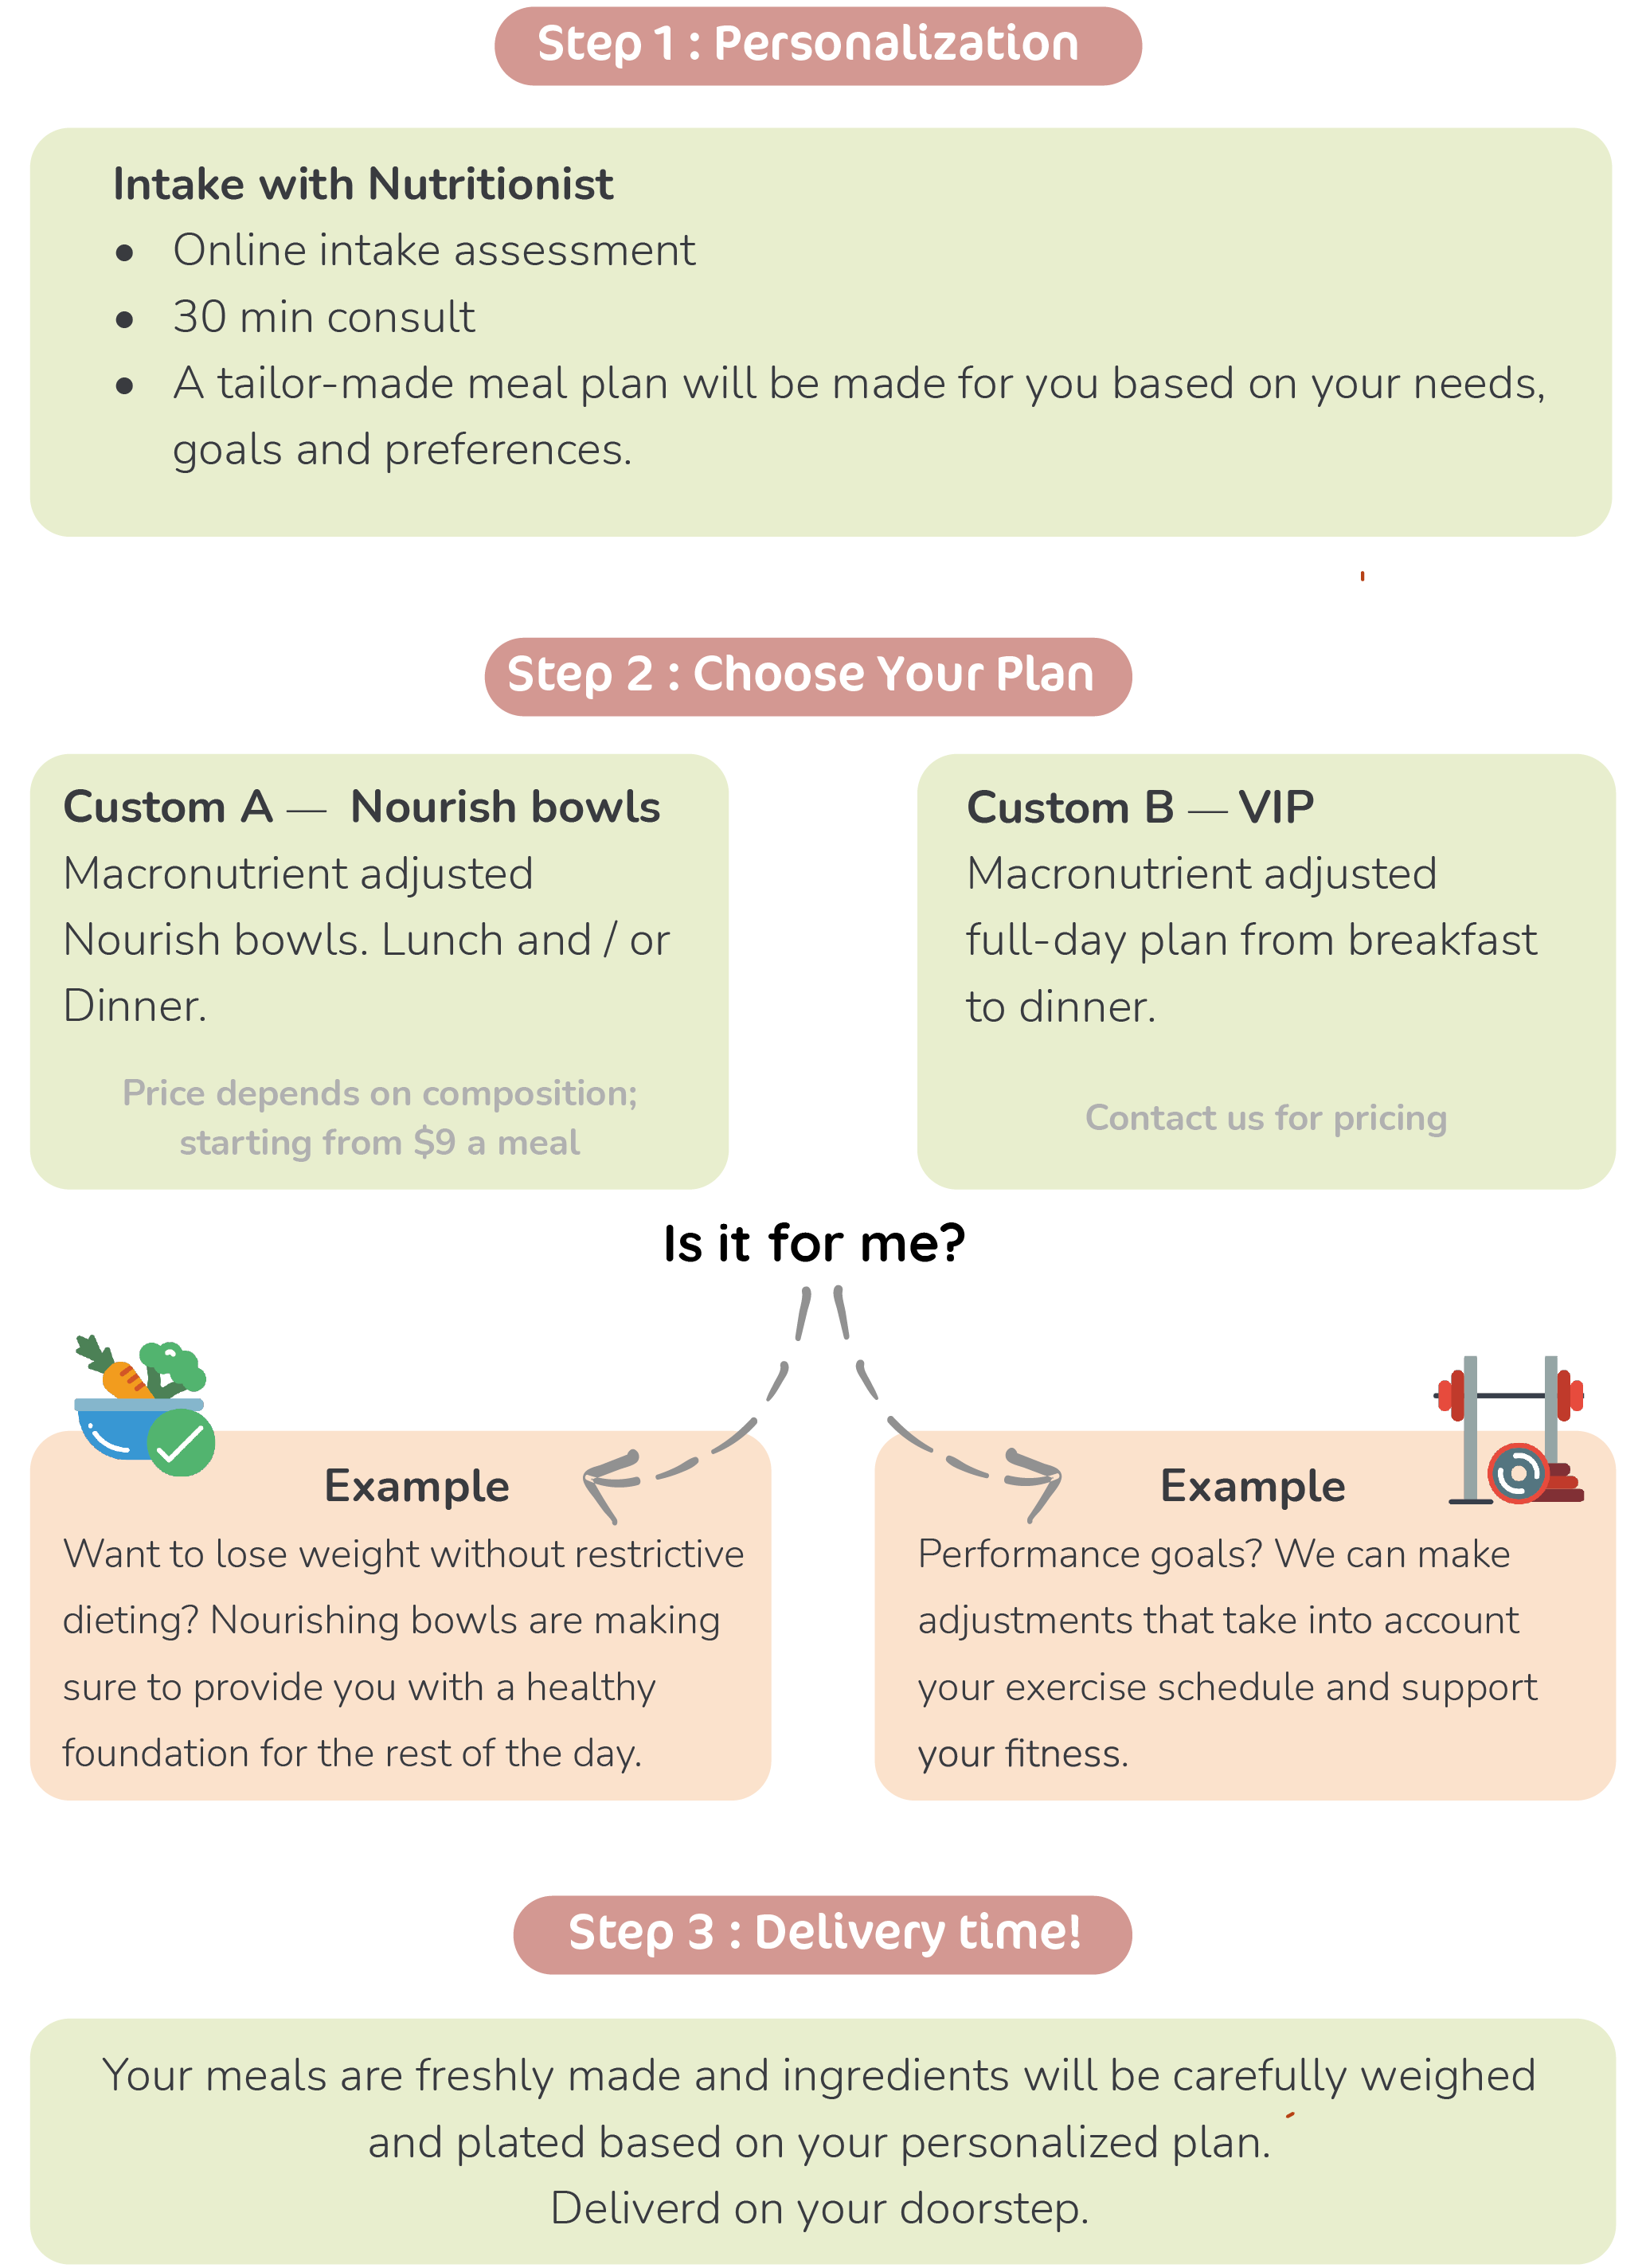 Step 1 : Personalization
Intake with Nutritionist
• Online intake assessment
• 30 min consult
• A tailor-made meal plan will be made for you based on your needs,
goals and preferences.
Step 2 : Choose Your Plan
Custom A — Nourish bowls
Macronutrient adjusted
Nourish bowls. Lunch and / or
Dinner.
Price depends on composition;
starting from $9 a meal
Custom B — VIP
Macronutrient adjusted
full-day plan from breakfast
to dinner.
Contact us for pricing
Is it for me?
Example
Want to lose weight without restrictive
dieting? Nourishing bowls are making
sure to provide you with a healthy
foundation for the rest of the day.
Example
Performance goals? We can make
adjustments that take into account
your exercise schedule and support
your fitness.
Step 3 : Delivery time!
Your meals are freshly made and ingredients will be carefully weighed
and plated based on your personalized plan.
Deliverd on your doorstep.